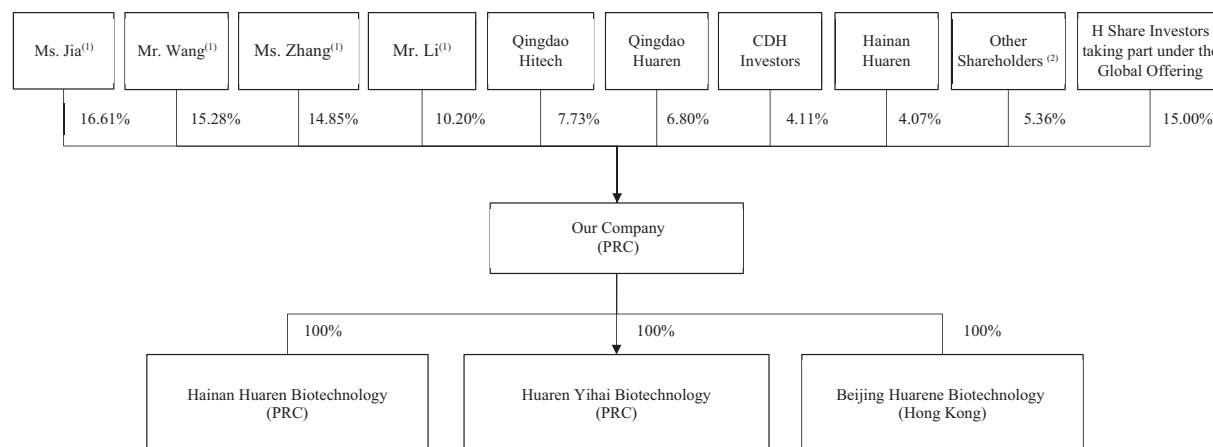 Ms. Jia(1)
Mr. Wang(1)
Ms. Zhang(1)
Mr. Li(1)
Qingdao
Hitech
Qingdao
Huaren
CDH
Investors
Hainan
Huaren
Other
Shareholders (2)
H Share Investors
taking part under the
Global Offering
16.61%
15.28%
14.85%
10.20%
7.73%
6.80%
4.11%
4.07%
5.36%
15.00%
Our Company
(PRC)
100%
100%
100%
Hainan Huaren Biotechnology
(PRC)
Huaren Yihai Biotechnology
(PRC)
Beijing Huarene Biotechnology
(Hong Kong)